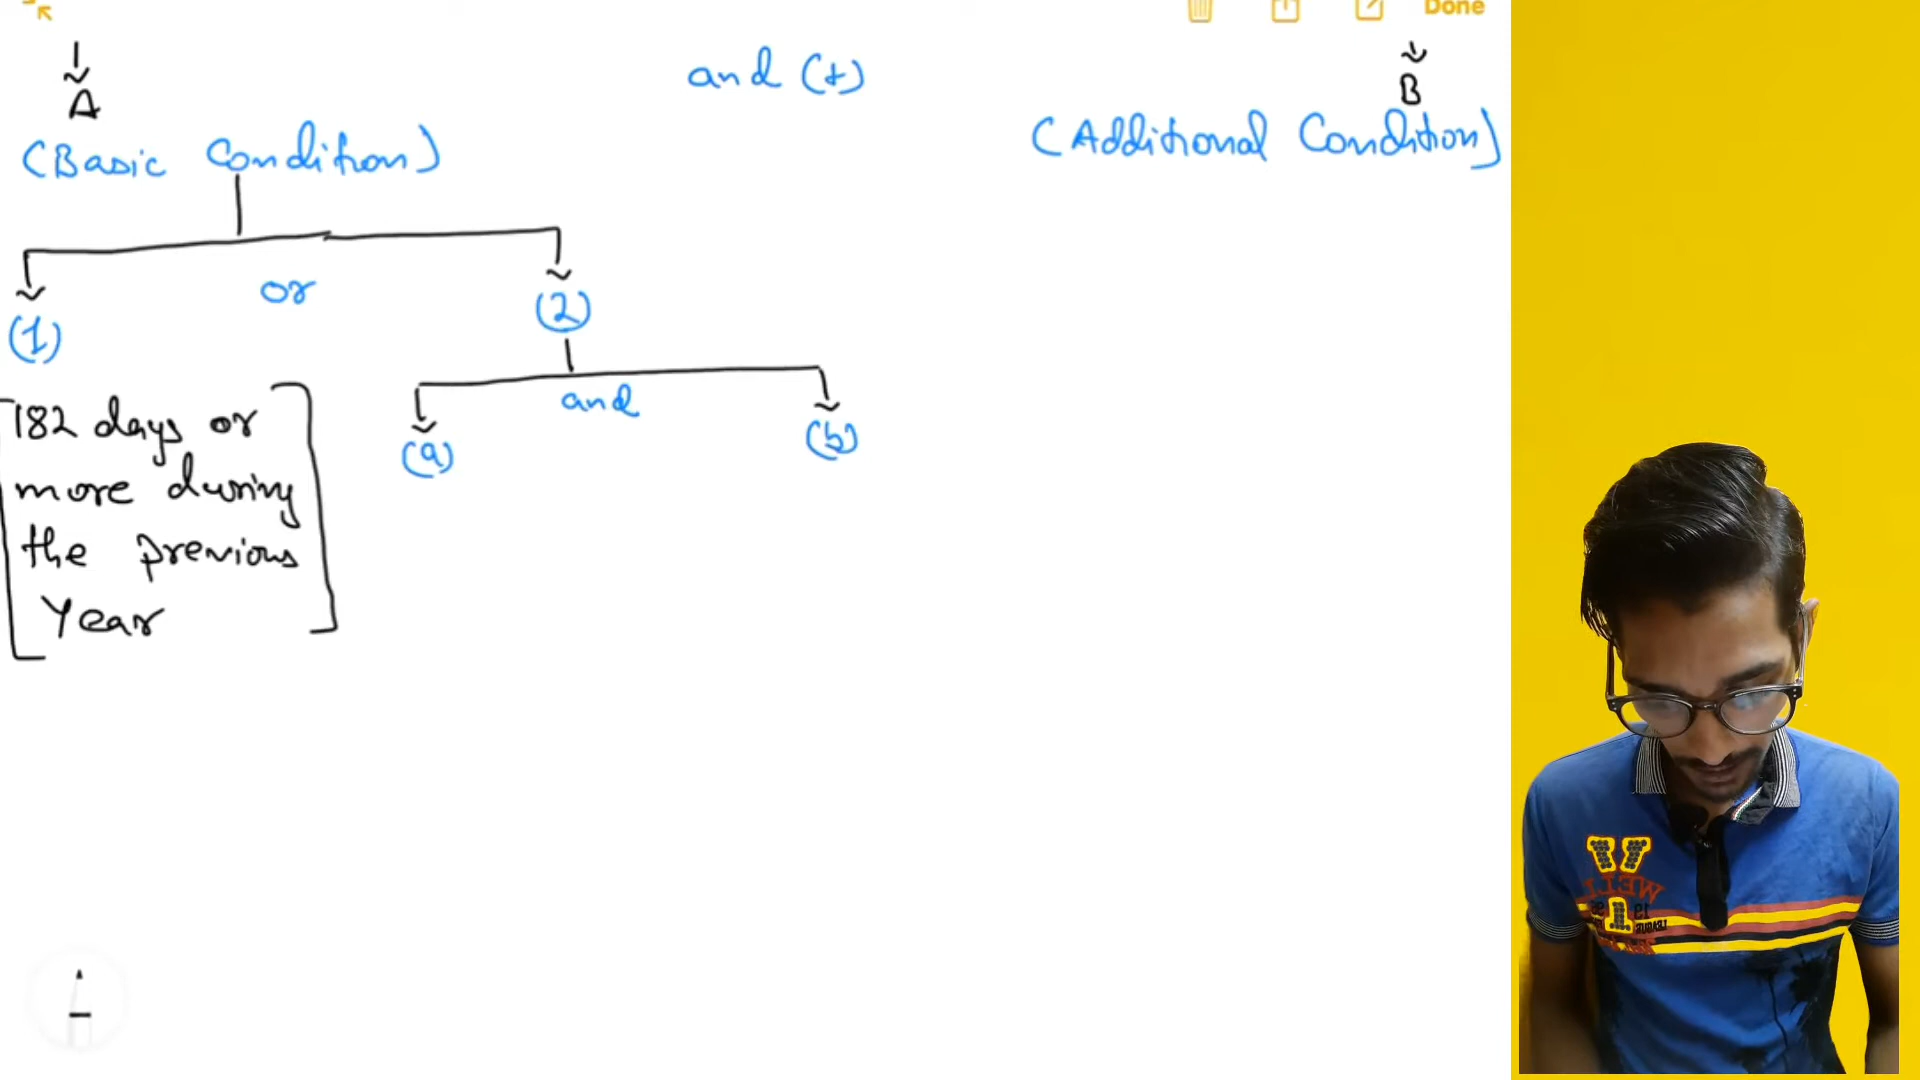 Done
A
and (+)
B
(Basic Condition)
(Additional Condition)
or
(1)
(2)
and
(a)
(b)
182 days or
more during
the previous
Year